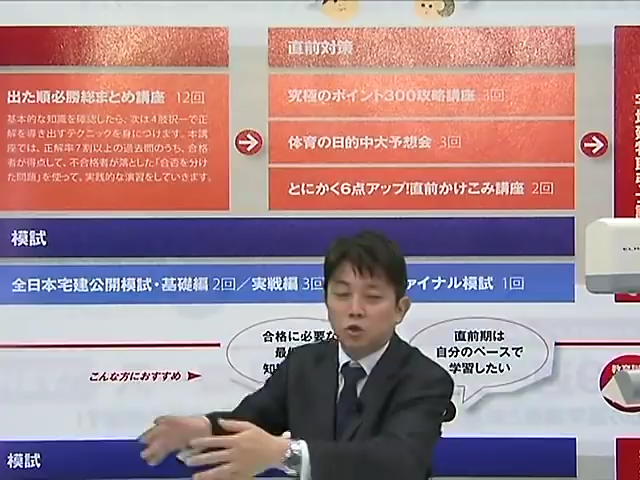 直前対策
出た順必勝総まとめ講座 12回
基本的な知識を確認したら、次は4肢択一で正
解を導き出すテクニックを身につけます。本講
座では、正解率7割以上の過去問のうち、合格
者が得点して、不合格者が落とした「合否を分け
た問題」を使って、実践的な演習をしていきます。
究極のポイント300攻略講座 3回
体育の日的中大予想会 3回
とにかく6点アップ!直前かけこみ講座 2回
模試
全日本宅建公開模試・基礎編 2回/実戦編 3回
ァイナル模試 1回
合格に必要な
直前期は
自分のペースで
学習したい
こんな方におすすめ
模試